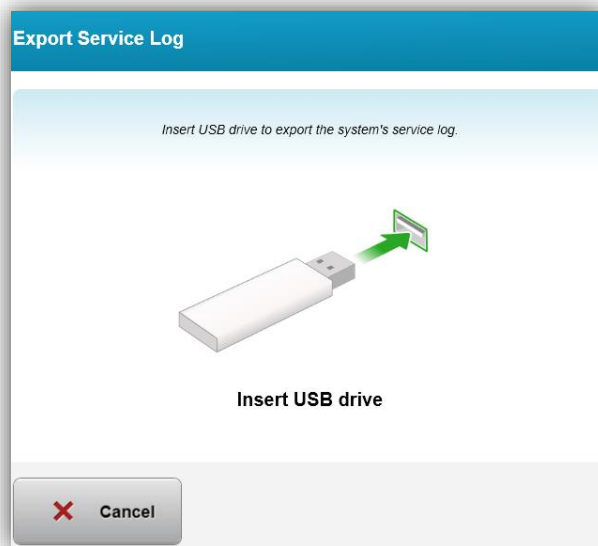 Export Service Log
Insert USB drive to export the system's service log.
Insert USB drive
Cancel